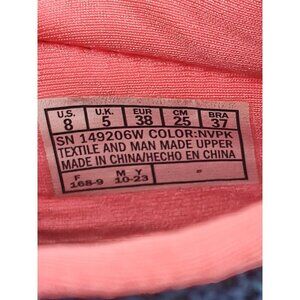 U.S. U.K. EUR CM BRA
8 5 38 25 37
SN 149206W COLOR:NVPK
TEXTILE AND MAN MADE UPPER
MADE IN CHINA/HECHO EN CHINA
F M Y
168-9 10-23 -